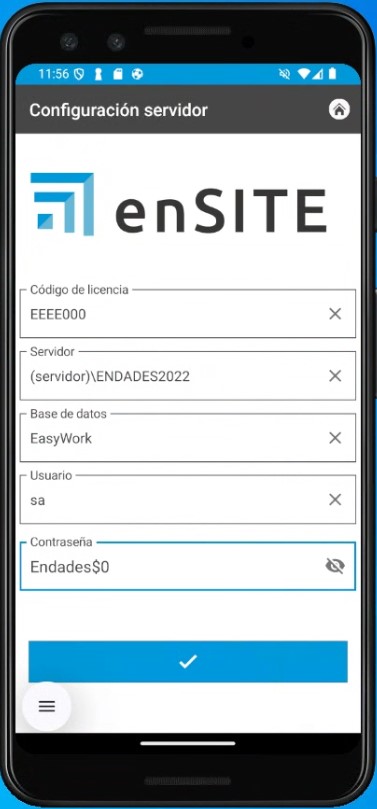 11:56
Configuración servidor
enSITE
Código de licencia
EEEE000
Servidor
(servidor)\ENDADES2022
Base de datos
EasyWork
Usuario
sa
Contraseña
Endades$0